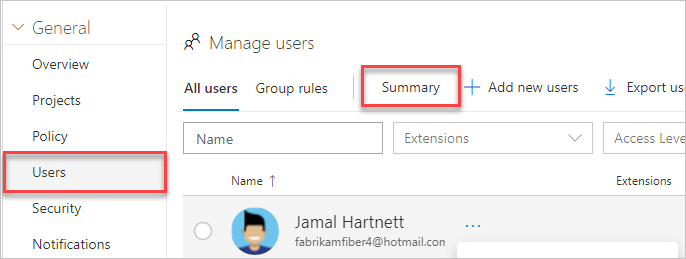 General
Overview
Projects
Policy
Users
Security
Notifications
Manage users
All users Group rules Summary Add new users Export us
Name Extensions Access Leve
Name ↑ Extensions
Jamal Hartnett ...
fabrikamfiber4@hotmail.con